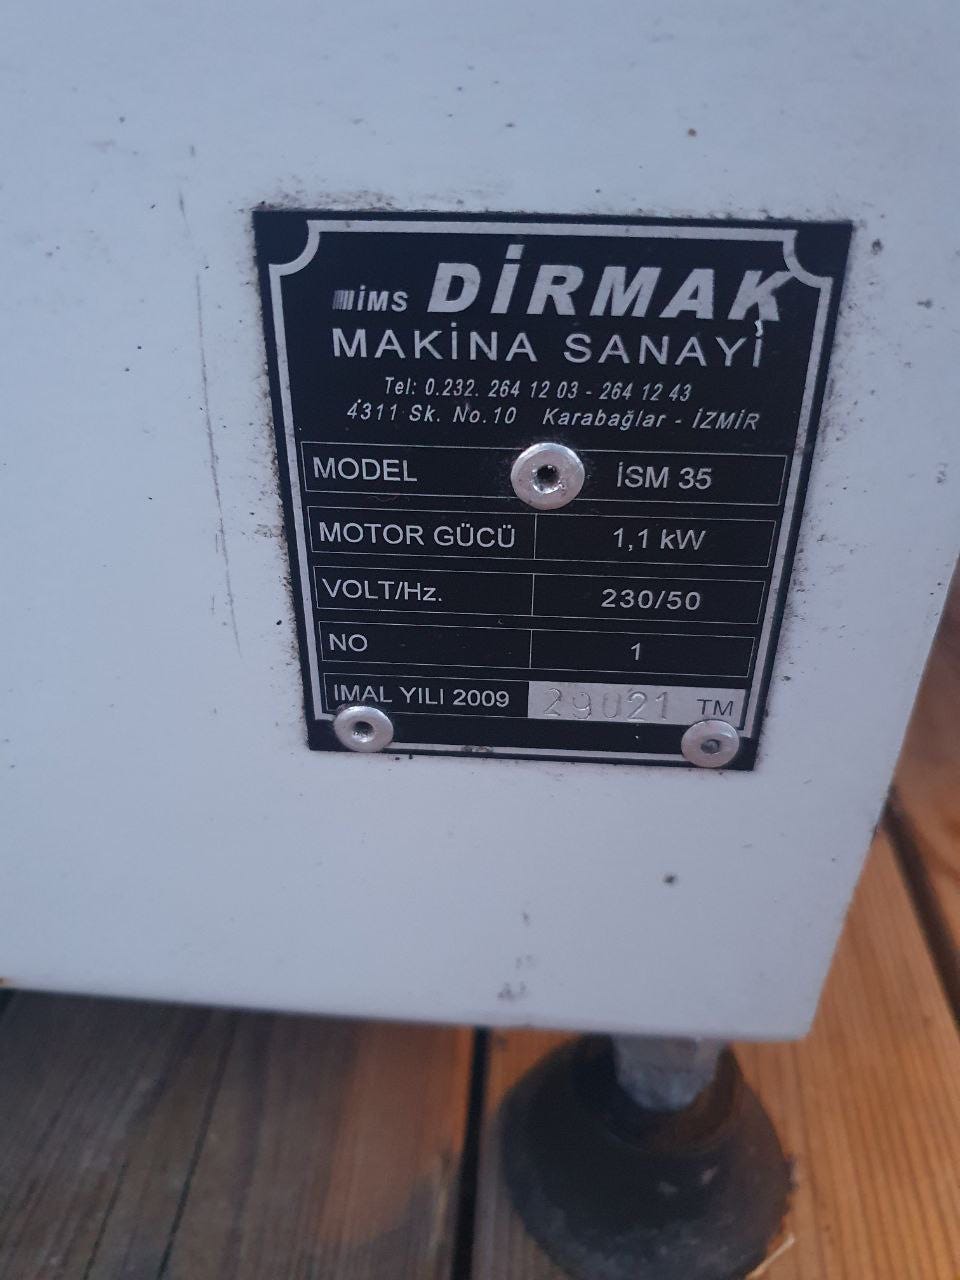 İMS DİRMAK
MAKİNA SANAYİ
Tel: 0.232. 264 12 03 - 264 12 43
4311 Sk. No.10 Karabağlar - İZMİR
MODEL İSM 35
MOTOR GÜCÜ 1,1 kW
VOLT/Hz. 230/50
NO 1
IMAL YILI 2009 29021 TM